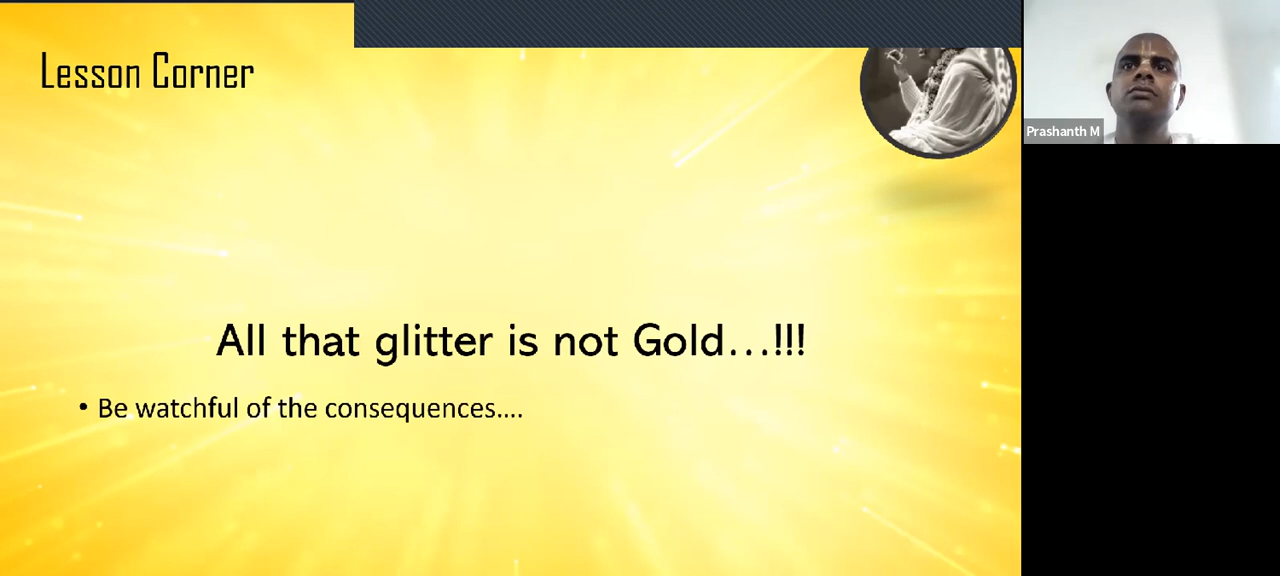 Lesson Corner
Prashanth M
All that glitter is not Gold...!!!
• Be watchful of the consequences....